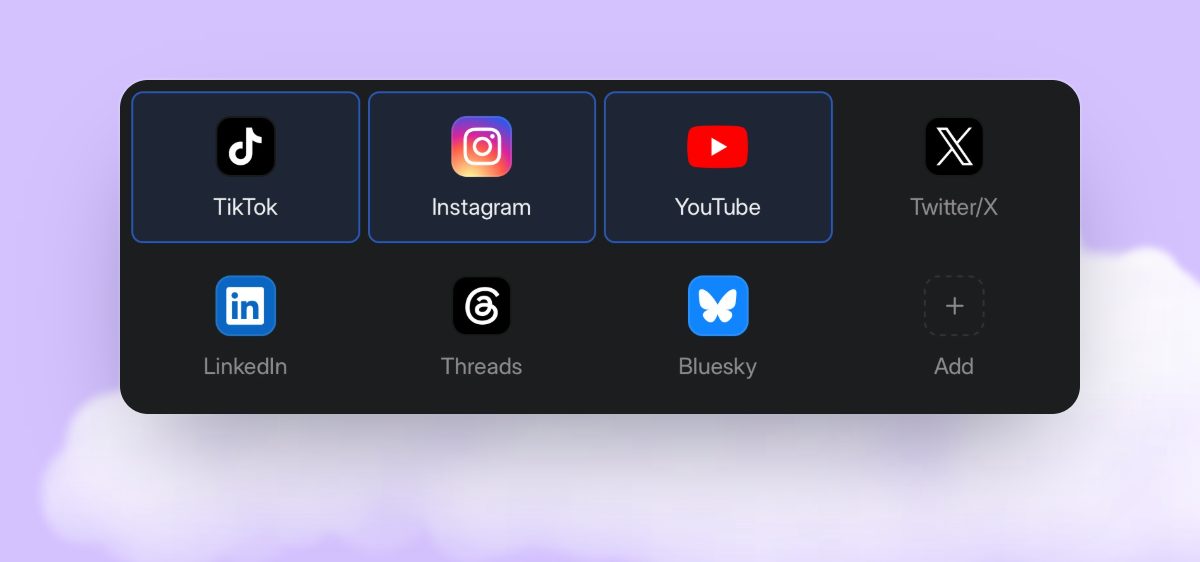 TikTok
Instagram
YouTube
Twitter/X
LinkedIn
Threads
Bluesky
Add